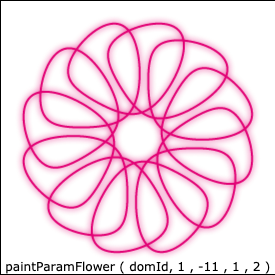 paintParamFlower ( domId, 1 , -11 , 1 , 2 )